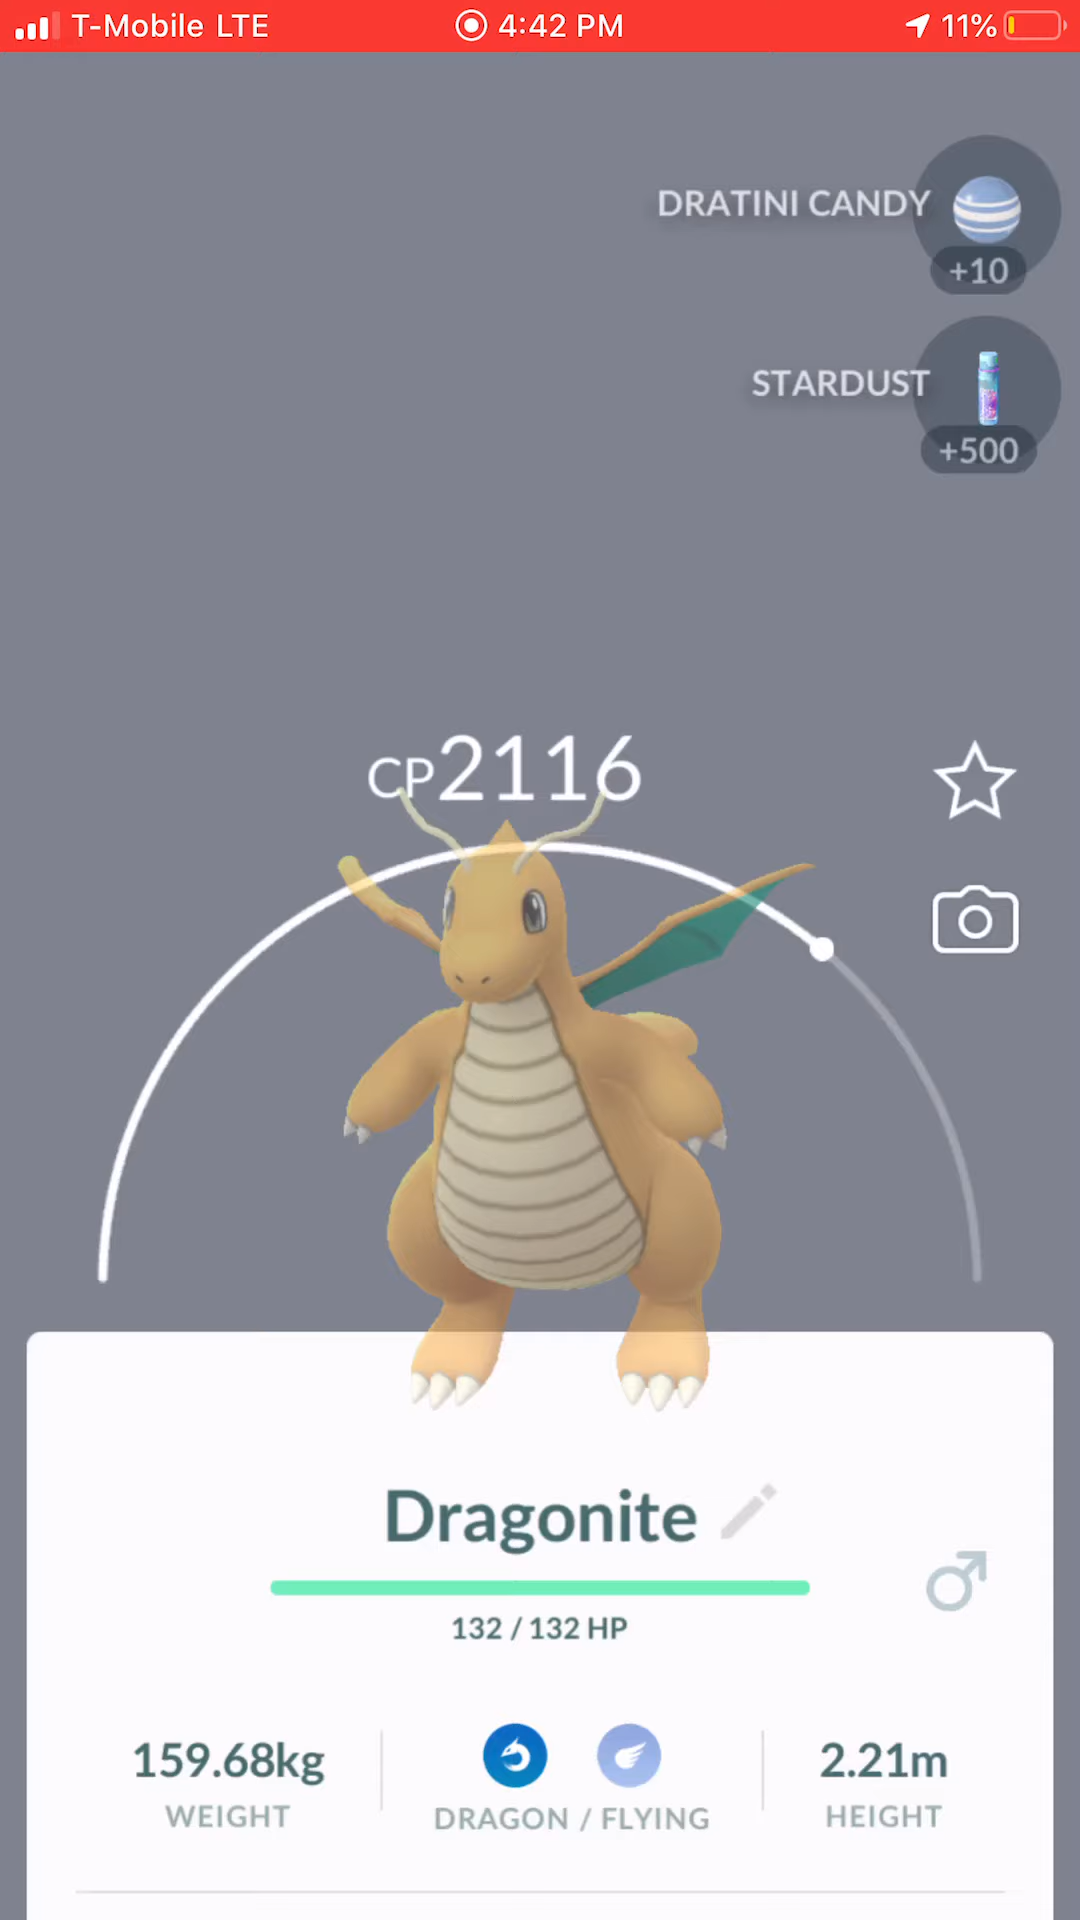 T-Mobile LTE 4:42 PM 11%
DRATINI CANDY
+10
STARDUST
+500
CP2116
Dragonite
132 / 132 HP
159.68kg 2.21m
WEIGHT DRAGON / FLYING HEIGHT